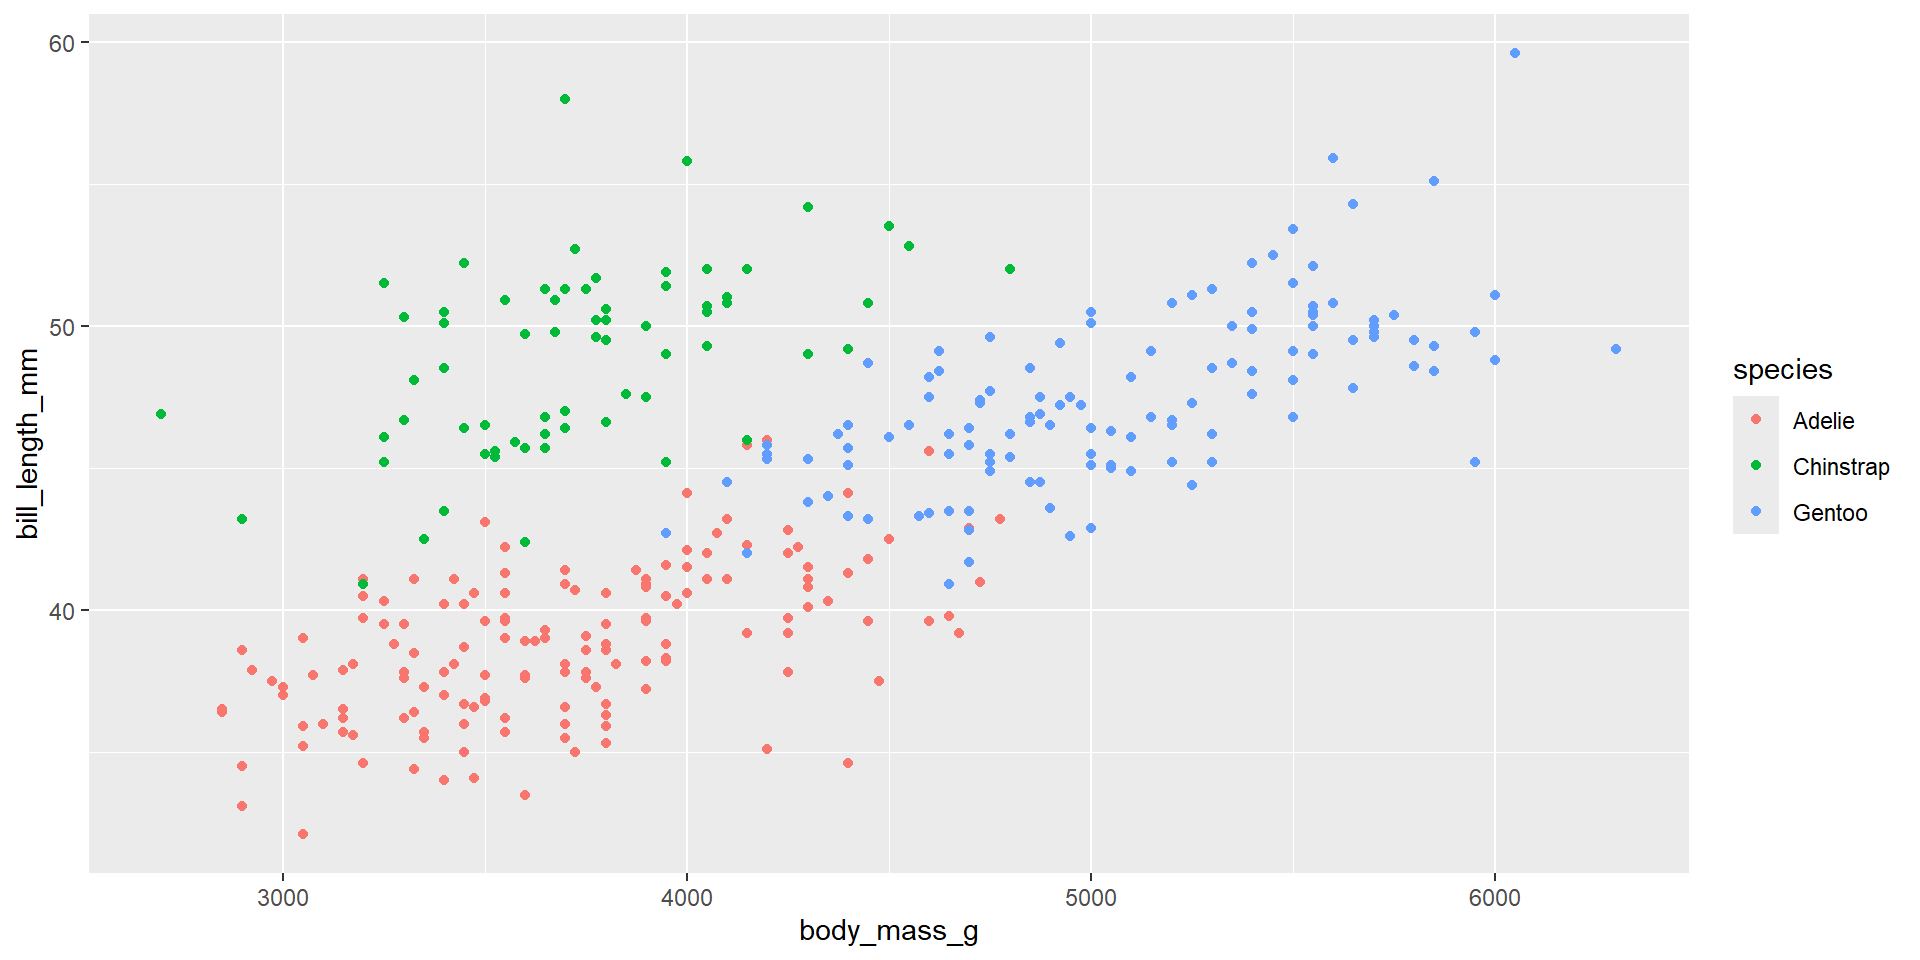 60
50
40
bill_length_mm
3000 4000 5000 6000
body_mass_g
species
Adelie
Chinstrap
Gentoo